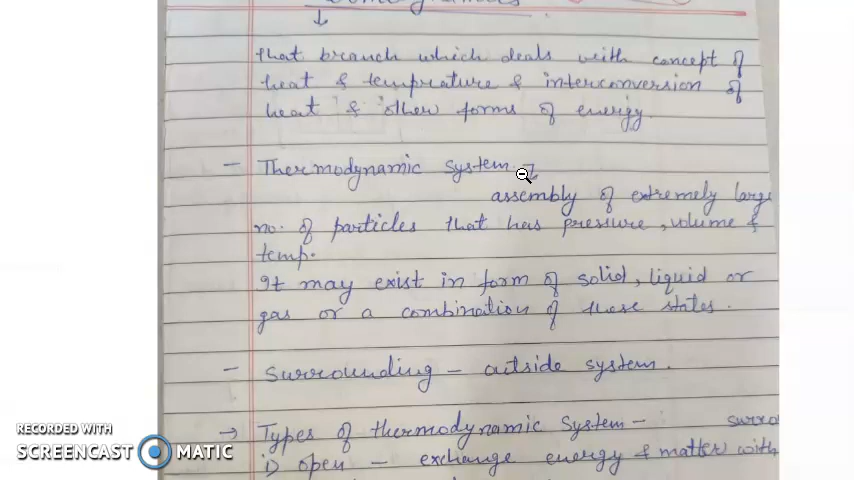 that branch which deals with concept of
heat & temprature & interconversion of
heat & other forms of energy.
- Thermodynamic System.
assembly of extremely large
no. of particles that has pressure, volume &
temp.
It may exist in form of solid, liquid or
gas or a combination of these states.
- Surrounding - outside system.
→ Types of thermodynamic System - surro
i) open - exchange energy & matter with
RECORDED WITH
SCREENCAST MATIC